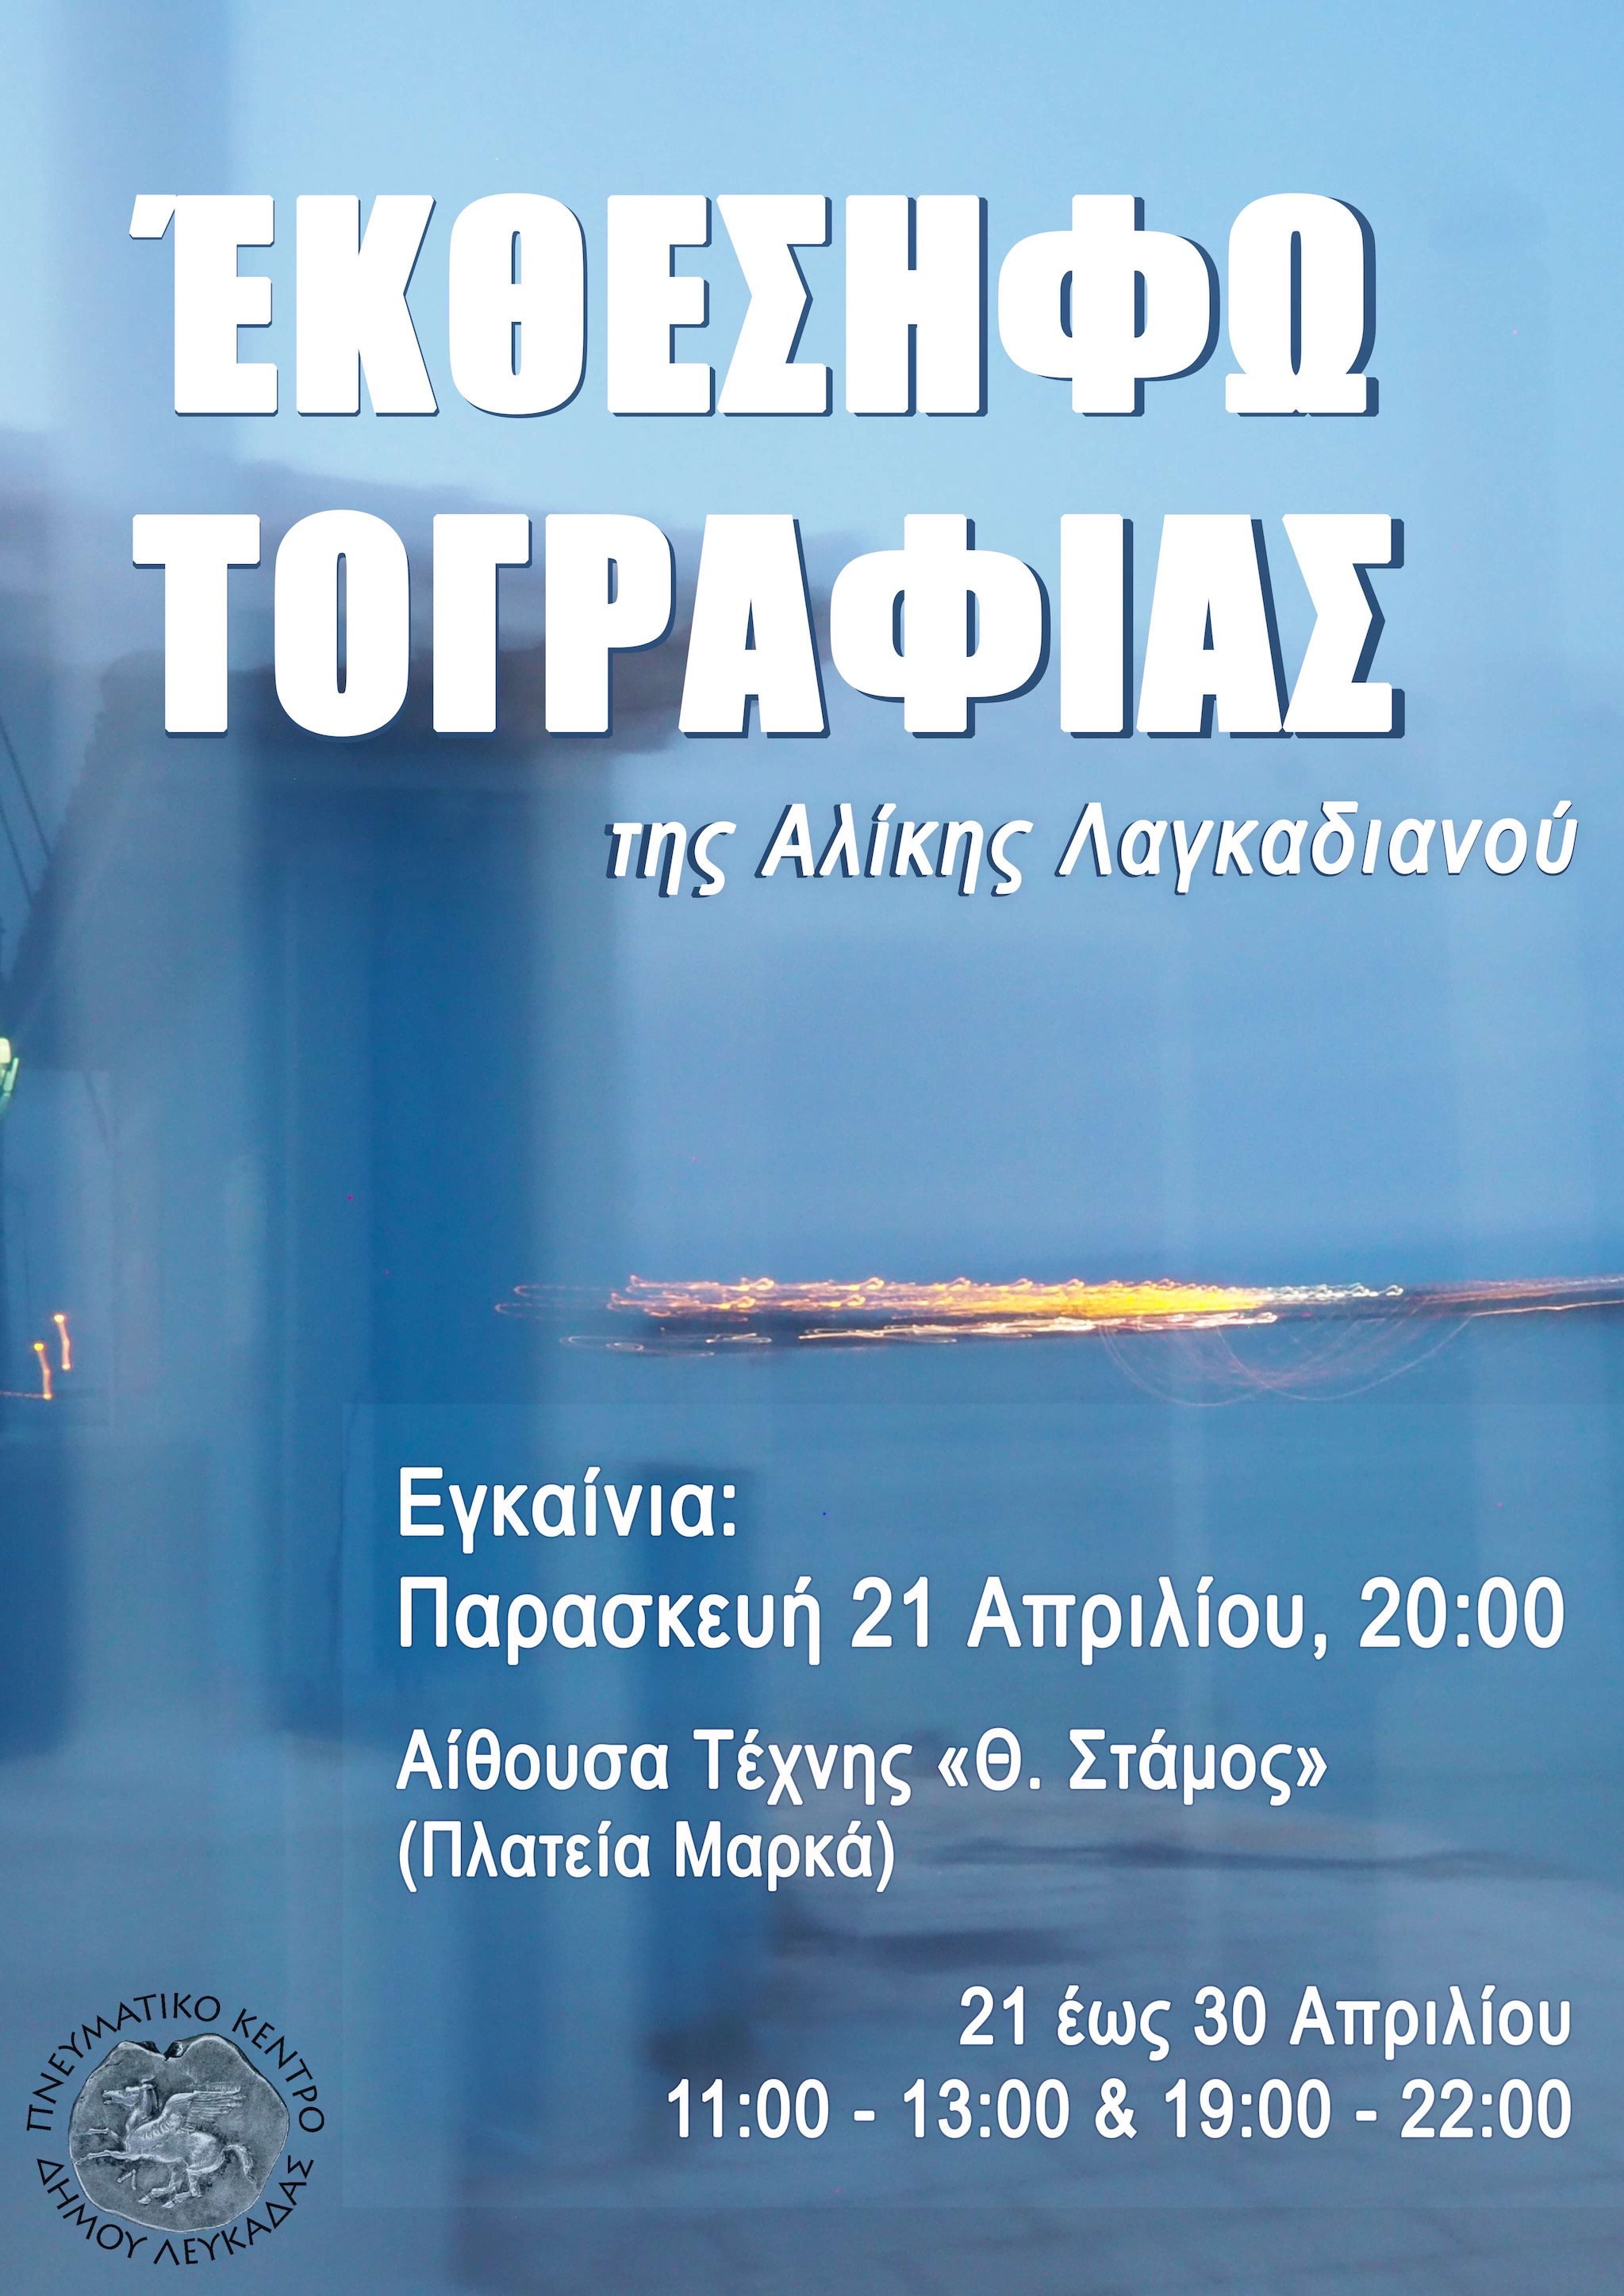 ΈΚΘΕΣΗΦΩ
ΤΟΓΡΑΦΙΑΣ
της Αλίκης Λαγκαδιανού
Εγκαίνια:
Παρασκευή 21 Απριλίου, 20:00
Αίθουσα Τέχνης «Θ. Στάμος»
(Πλατεία Μαρκά)
21 έως 30 Απριλίου
11:00 - 13:00 & 19:00 - 22:00
ΠΝΕΥΜΑΤΙΚΟ ΚΕΝΤΡΟ
ΔΗΜΟΥ ΛΕΥΚΑΔΑΣ